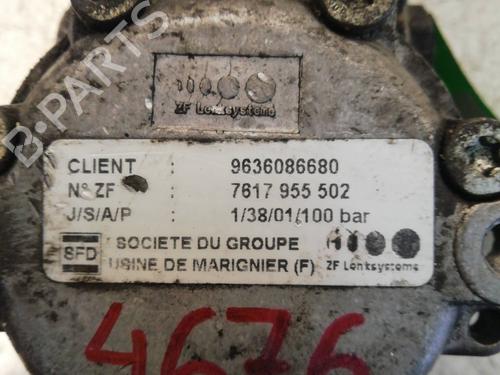 B-PARTS
ZF Lenksysteme
CLIENT : 9636086680
Nº ZF : 7617 955 502
J/S/A/P : 1/38/01/100 bar
SFD SOCIETE DU GROUPE
USINE DE MARIGNIER (F) ZF Lenksysteme
4676